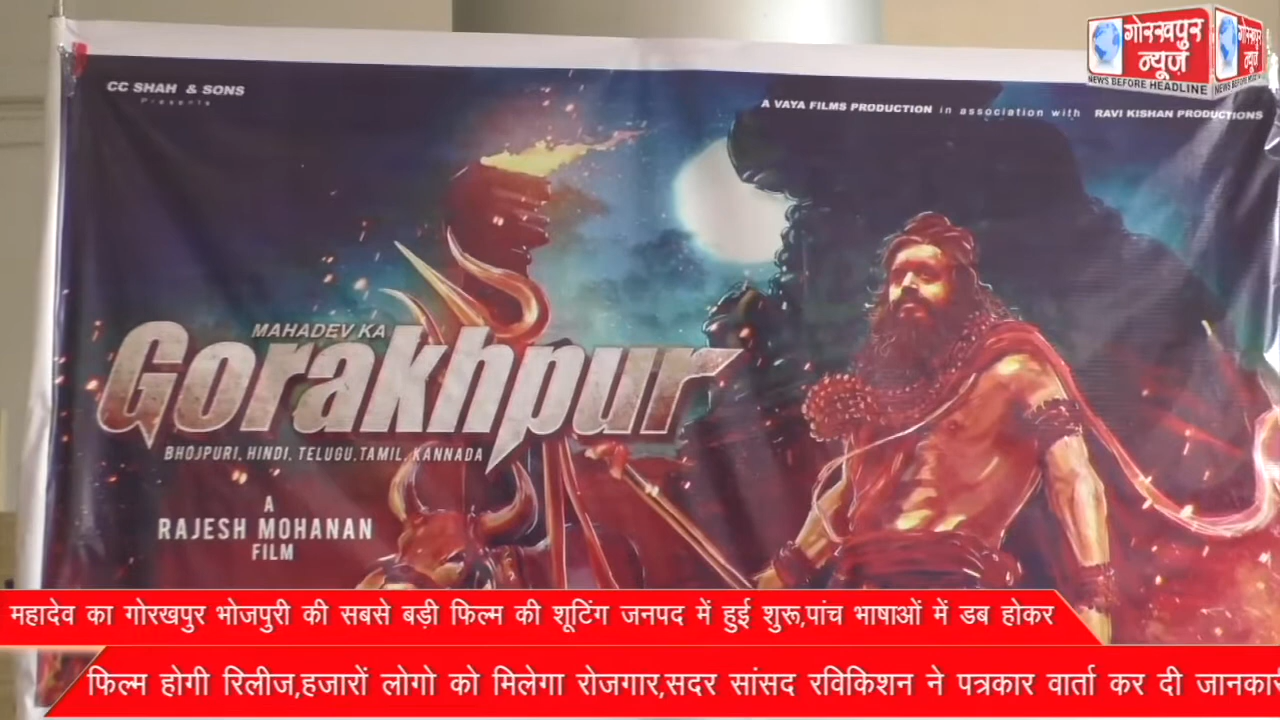 गोरखपुर
न्यूज़
NEWS BEFORE HEADLINE
CC SHAH & SONS
Presents
A VAYA FILMS PRODUCTION in association with RAVI KISHAN PRODUCTIONS
MAHADEV KA
Gorakhpur
BHOJPURI, HINDI, TELUGU, TAMIL, KANNADA
A
RAJESH MOHANAN
FILM
महादेव का गोरखपुर भोजपुरी की सबसे बड़ी फिल्म की शूटिंग जनपद में हुई शुरू,पांच भाषाओं में डब होकर
फिल्म होगी रिलीज,हजारों लोगो को मिलेगा रोजगार,सदर सांसद रविकिशन ने पत्रकार वार्ता कर दी